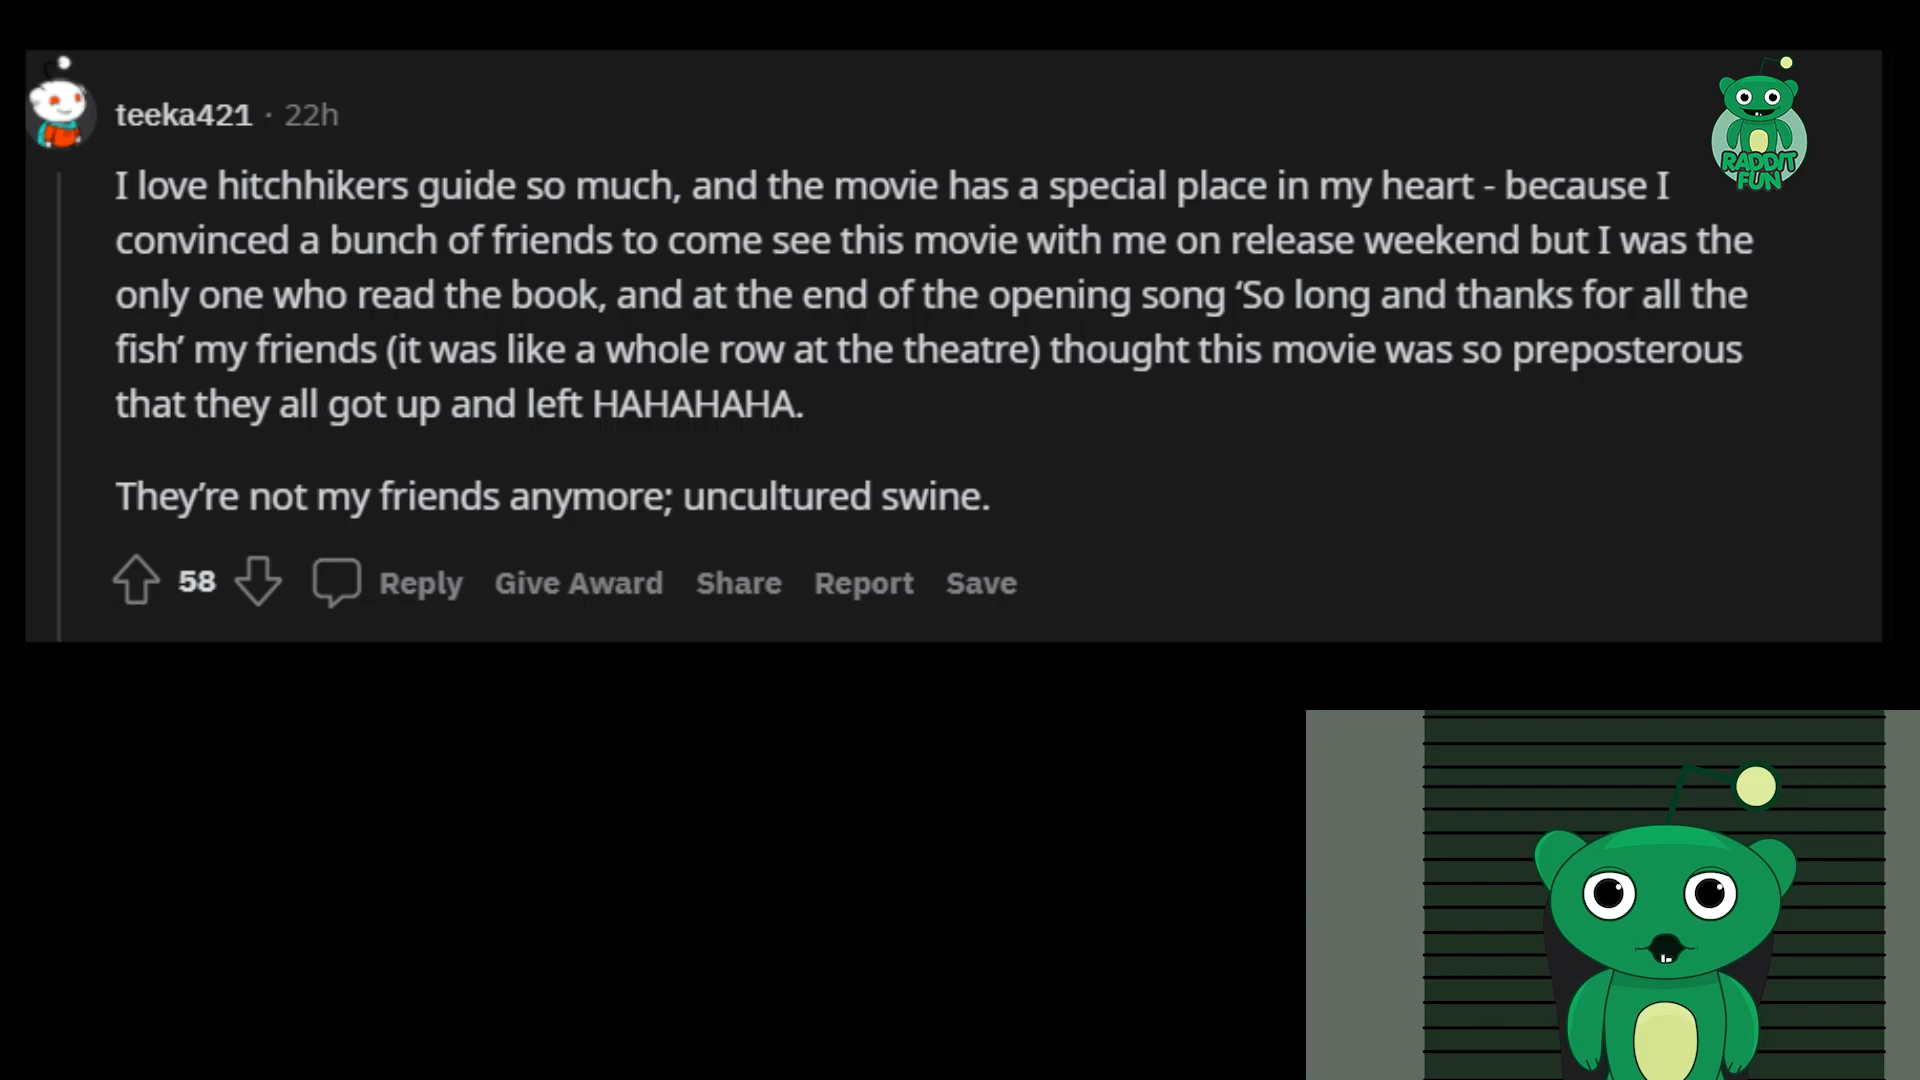 teeka421 · 22h
RADDIT
FUN
I love hitchhikers guide so much, and the movie has a special place in my heart - because I
convinced a bunch of friends to come see this movie with me on release weekend but I was the
only one who read the book, and at the end of the opening song ‘So long and thanks for all the
fish’ my friends (it was like a whole row at the theatre) thought this movie was so preposterous
that they all got up and left HAHAHAHA.
They’re not my friends anymore; uncultured swine.
58 Reply Give Award Share Report Save